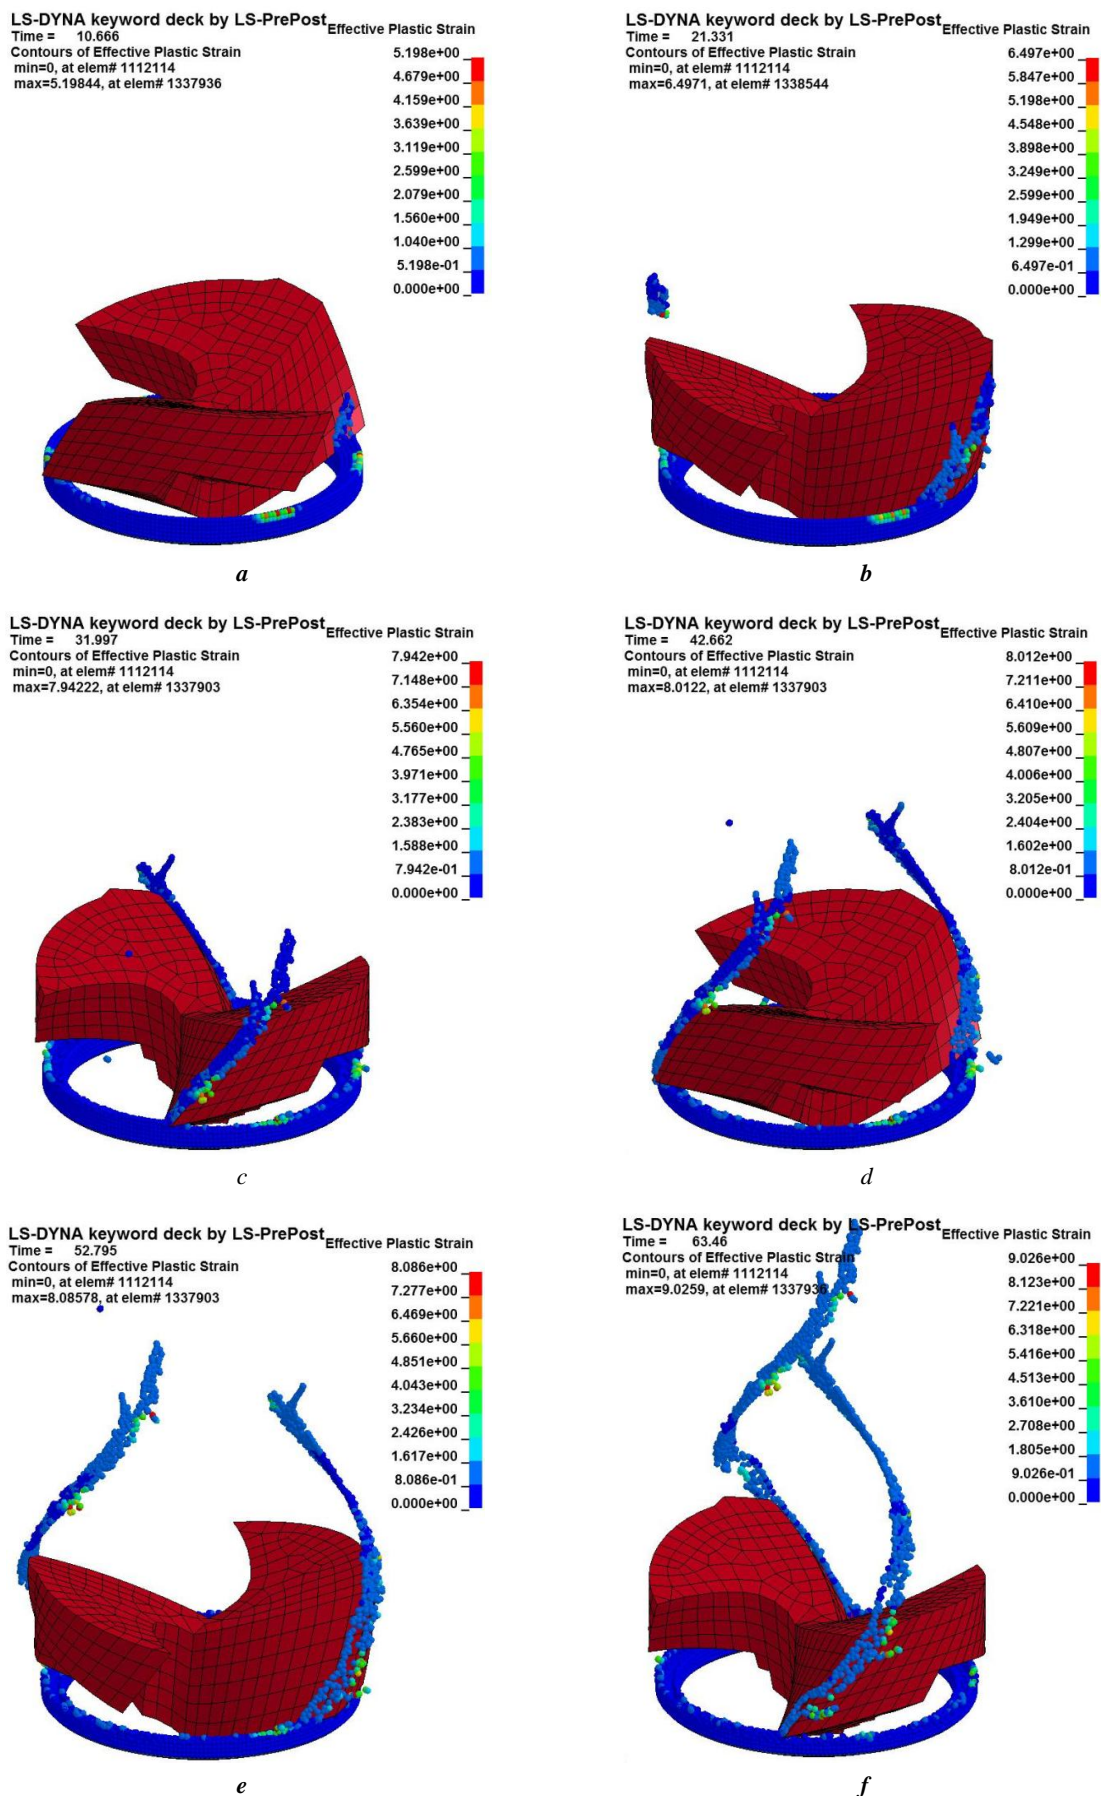 LS-DYNA keyword deck by LS-PrePost
Time = 10.666
Contours of Effective Plastic Strain
min=0, at elem# 1112114
max=5.19844, at elem# 1337936
Effective Plastic Strain
5.198e+00
4.679e+00
4.159e+00
3.639e+00
3.119e+00
2.599e+00
2.079e+00
1.560e+00
1.040e+00
5.198e-01
0.000e+00
a
LS-DYNA keyword deck by LS-PrePost
Time = 21.331
Contours of Effective Plastic Strain
min=0, at elem# 1112114
max=6.4971, at elem# 1338544
Effective Plastic Strain
6.497e+00
5.847e+00
5.198e+00
4.548e+00
3.898e+00
3.249e+00
2.599e+00
1.949e+00
1.299e+00
6.497e-01
0.000e+00
b
LS-DYNA keyword deck by LS-PrePost
Time = 31.997
Contours of Effective Plastic Strain
min=0, at elem# 1112114
max=7.94222, at elem# 1337903
Effective Plastic Strain
7.942e+00
7.148e+00
6.354e+00
5.560e+00
4.765e+00
3.971e+00
3.177e+00
2.383e+00
1.588e+00
7.942e-01
0.000e+00
c
LS-DYNA keyword deck by LS-PrePost
Time = 42.662
Contours of Effective Plastic Strain
min=0, at elem# 1112114
max=8.0122, at elem# 1337903
Effective Plastic Strain
8.012e+00
7.211e+00
6.410e+00
5.609e+00
4.807e+00
4.006e+00
3.205e+00
2.404e+00
1.602e+00
8.012e-01
0.000e+00
d
LS-DYNA keyword deck by LS-PrePost
Time = 52.795
Contours of Effective Plastic Strain
min=0, at elem# 1112114
max=8.08578, at elem# 1337903
Effective Plastic Strain
8.086e+00
7.277e+00
6.469e+00
5.660e+00
4.851e+00
4.043e+00
3.234e+00
2.426e+00
1.617e+00
8.086e-01
0.000e+00
e
LS-DYNA keyword deck by LS-PrePost
Time = 63.46
Contours of Effective Plastic Strain
min=0, at elem# 1112114
max=9.0259, at elem# 1337936
Effective Plastic Strain
9.026e+00
8.123e+00
7.221e+00
6.318e+00
5.416e+00
4.513e+00
3.610e+00
2.708e+00
1.805e+00
9.026e-01
0.000e+00
f